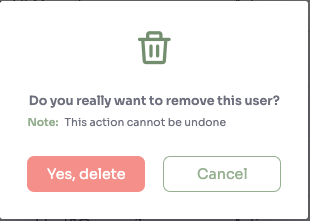 Do you really want to remove this user?
Note: This action cannot be undone
Yes, delete
Cancel